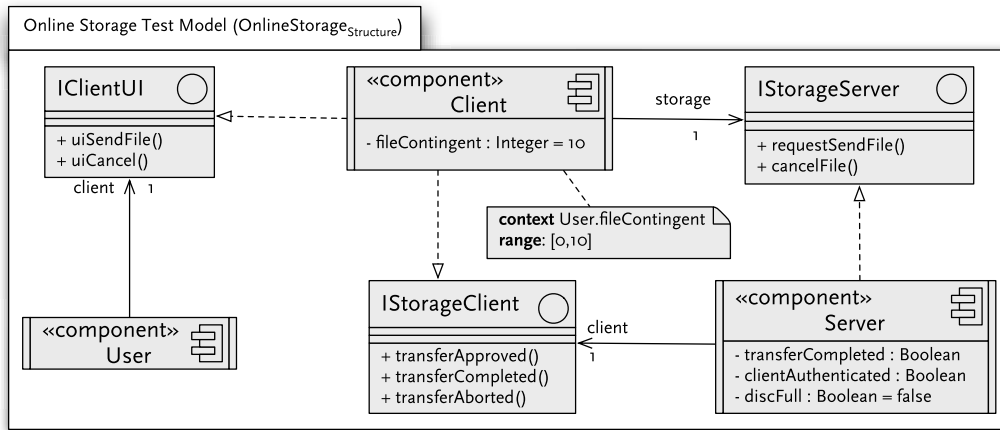 Online Storage Test Model (OnlineStorageStructure)
IClientUI
+ uiSendFile()
+ uiCancel()
client 1
«component»
Client
- fileContingent : Integer = 10
storage
1
IStorageServer
+ requestSendFile()
+ cancelFile()
context User.fileContingent
range: [0,10]
«component»
User
IStorageClient
+ transferApproved()
+ transferCompleted()
+ transferAborted()
client
1
«component»
Server
- transferCompleted : Boolean
- clientAuthenticated : Boolean
- discFull : Boolean = false